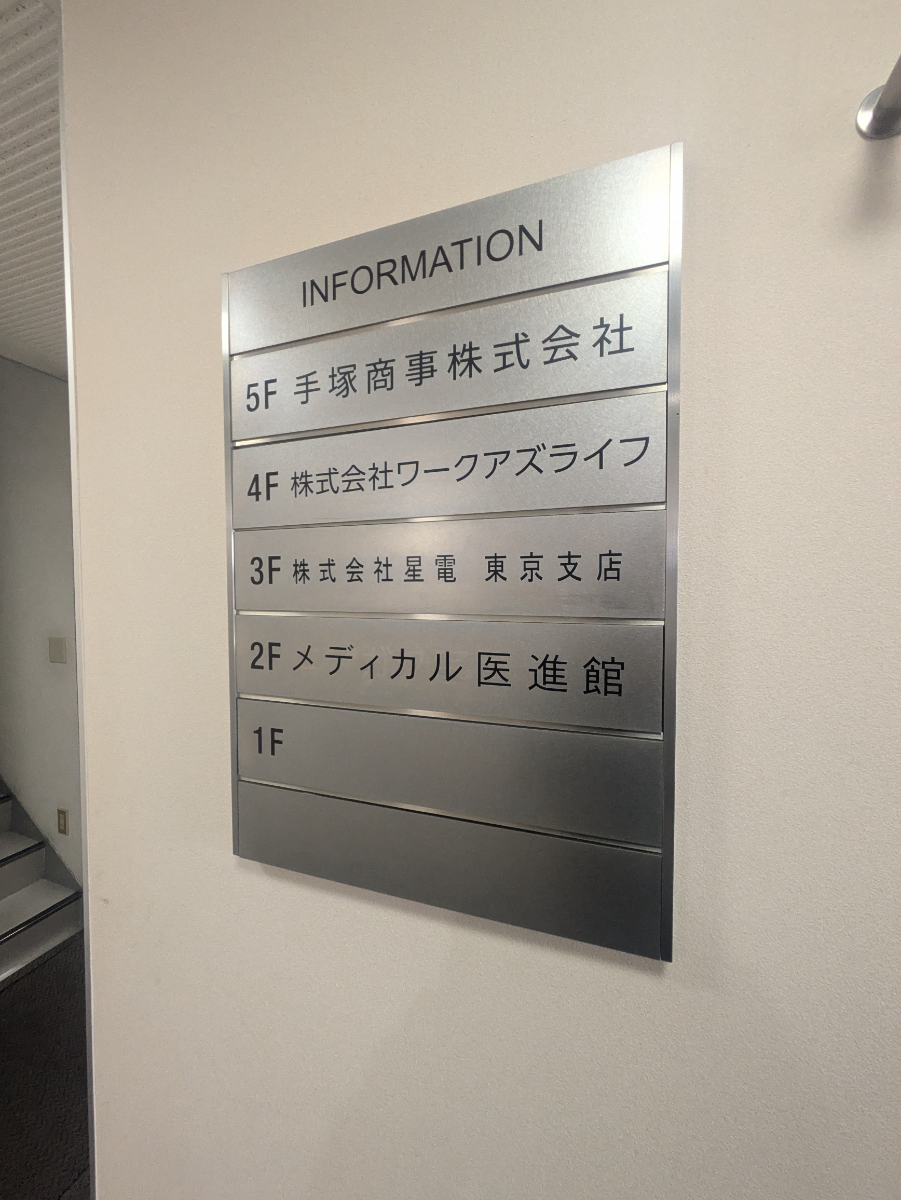 INFORMATION
5F 手塚商事株式会社
4F 株式会社ワークアズライフ
3F 株式会社星電 東京支店
2F メディカル医進館
1F